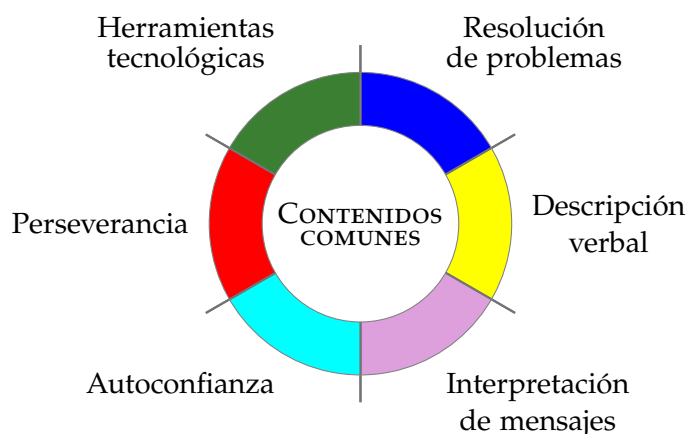 Herramientas
tecnológicas
Resolución
de problemas
Perseverancia
CONTENIDOS
COMUNES
Descripción
verbal
Autoconfianza
Interpretación
de mensajes